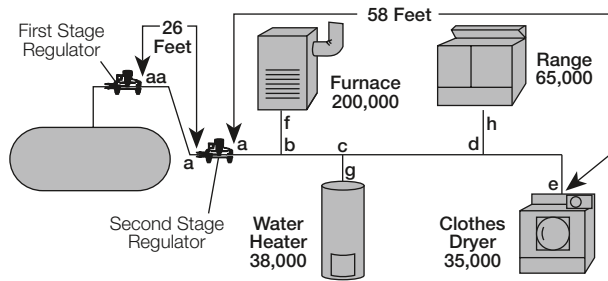 First Stage
Regulator
26
Feet
58 Feet
aa
a
a
Second Stage
Regulator
Furnace
200,000
f
b
c
g
Water
Heater
38,000
Range
65,000
h
d
e
Clothes
Dryer
35,000